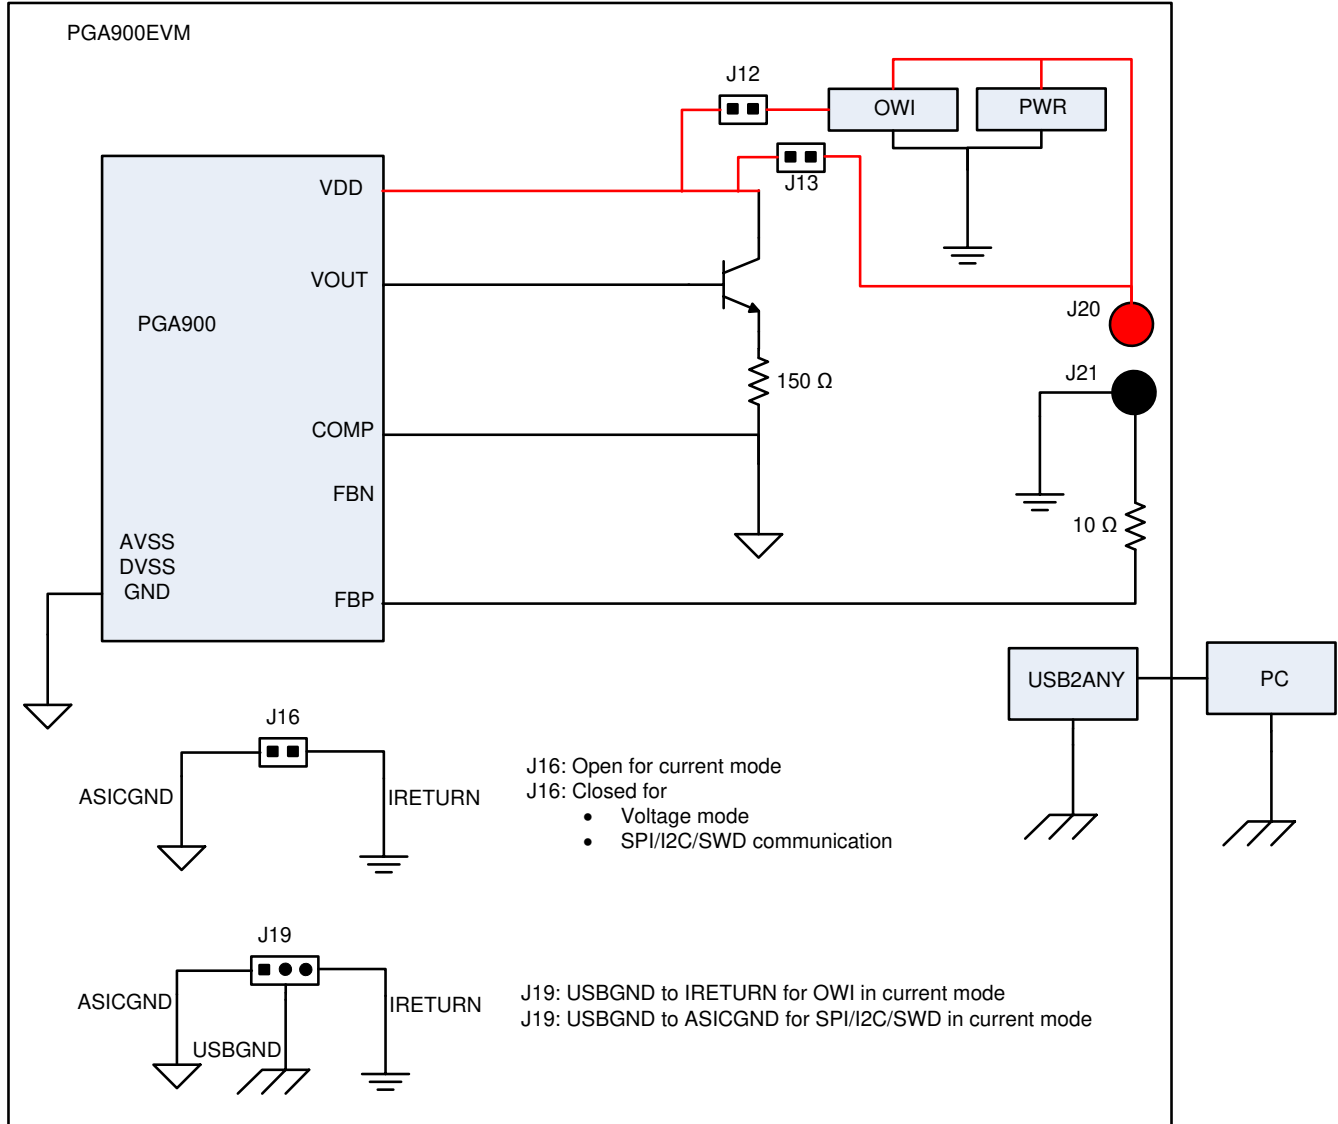 PGA900EVM
J12
OWI
PWR
J13
VDD
VOUT
PGA900
J20
J21
150 Ω
COMP
FBN
10 Ω
AVSS
DVSS
GND
FBP
USB2ANY
PC
J16
ASICGND
IRETURN
J16: Open for current mode
J16: Closed for
• Voltage mode
• SPI/I2C/SWD communication
J19
ASICGND
IRETURN
USBGND
J19: USBGND to IRETURN for OWI in current mode
J19: USBGND to ASICGND for SPI/I2C/SWD in current mode